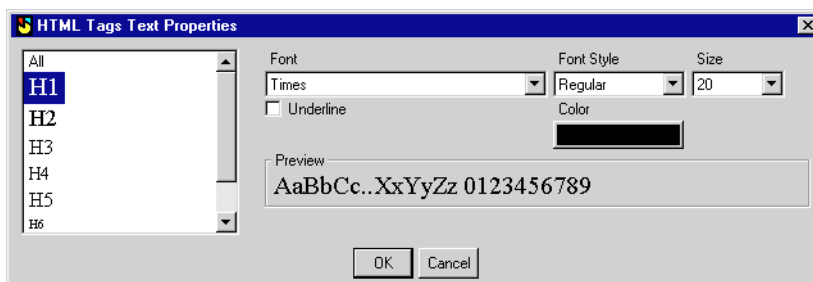 HTML Tags Text Properties
All
H1
H2
H3
H4
H5
H6
Font
Font Style
Size
Times
Regular
20
Underline
Color
Preview
AaBbCc..XxYyZz 0123456789
OK
Cancel